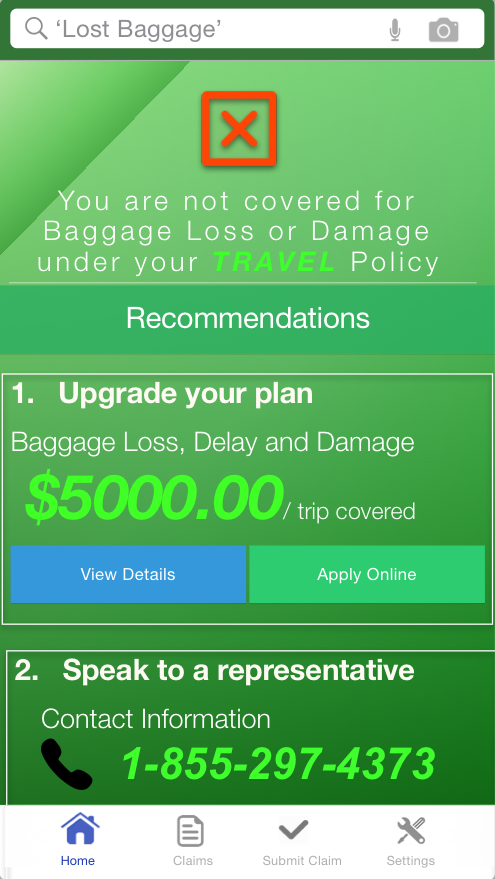 ‘Lost Baggage’
You are not covered for
Baggage Loss or Damage
under your TRAVEL Policy
Recommendations
1. Upgrade your plan
Baggage Loss, Delay and Damage
$5000.00/ trip covered
View Details Apply Online
2. Speak to a representative
Contact Information
1-855-297-4373
Home Claims Submit Claim Settings